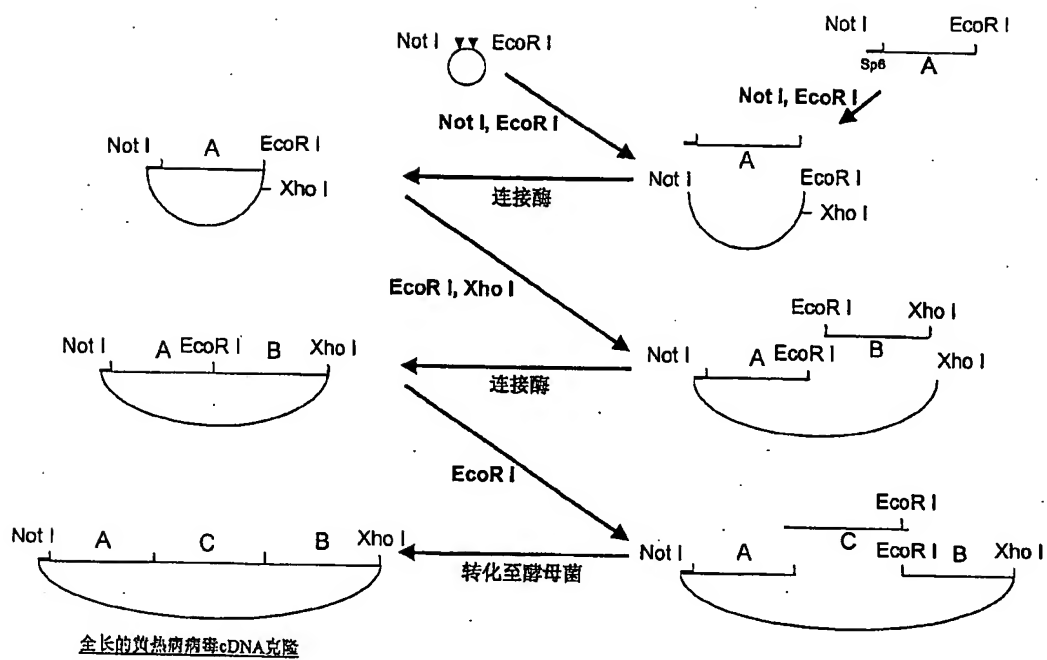 Not I EcoR I
Not I EcoR I
Sp6 A
Not I, EcoR I
Not I, EcoR I
Not I A EcoR I
Xho I
A
Not I EcoR I
Xho I
连接酶
EcoR I, Xho I
EcoR I Xho I
B
Not I A EcoR I B Xho I
Not I A EcoR I Xho I
连接酶
EcoR I
EcoR I
C
Not I A C B Xho I
Not I A EcoR I B Xho I
转化至酵母菌
全长的黄热病病毒cDNA克隆